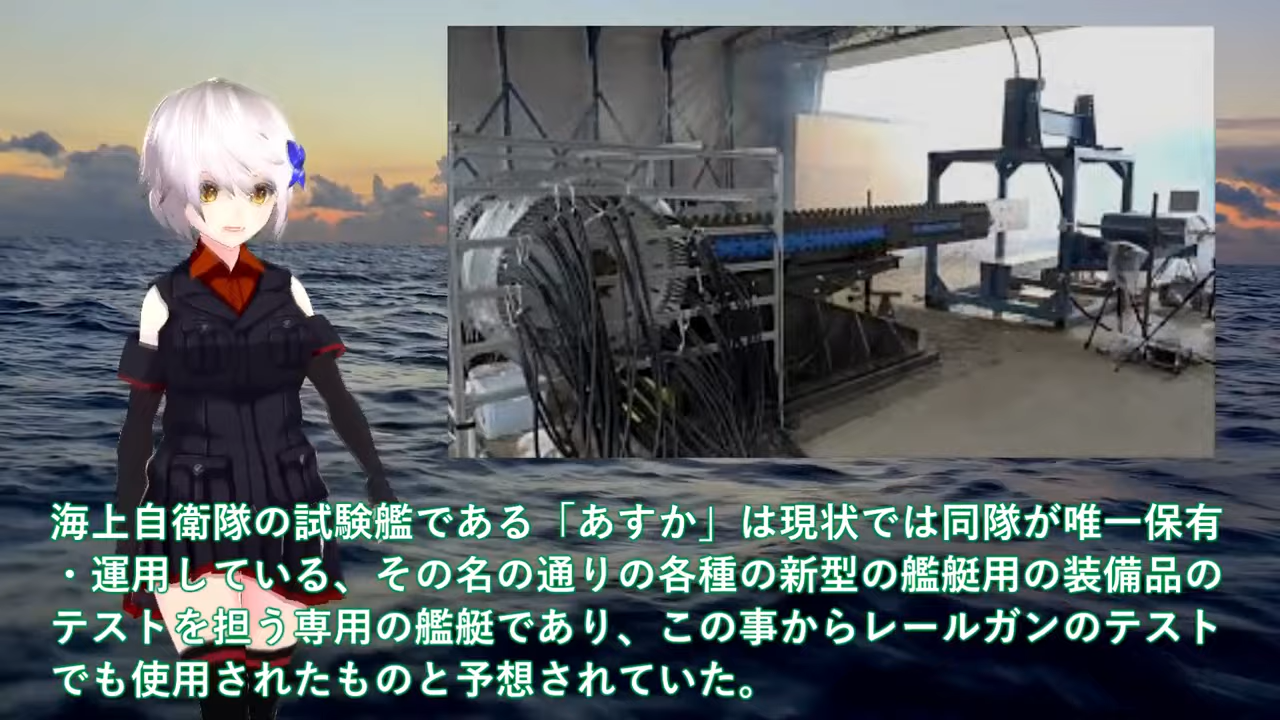 海上自衛隊の試験艦である「あすか」は現状では同隊が唯一保有
・運用している、その名の通りの各種の新型の艦艇用の装備品の
テストを担う専用の艦艇であり、この事からレールガンのテスト
でも使用されたものと予想されていた。